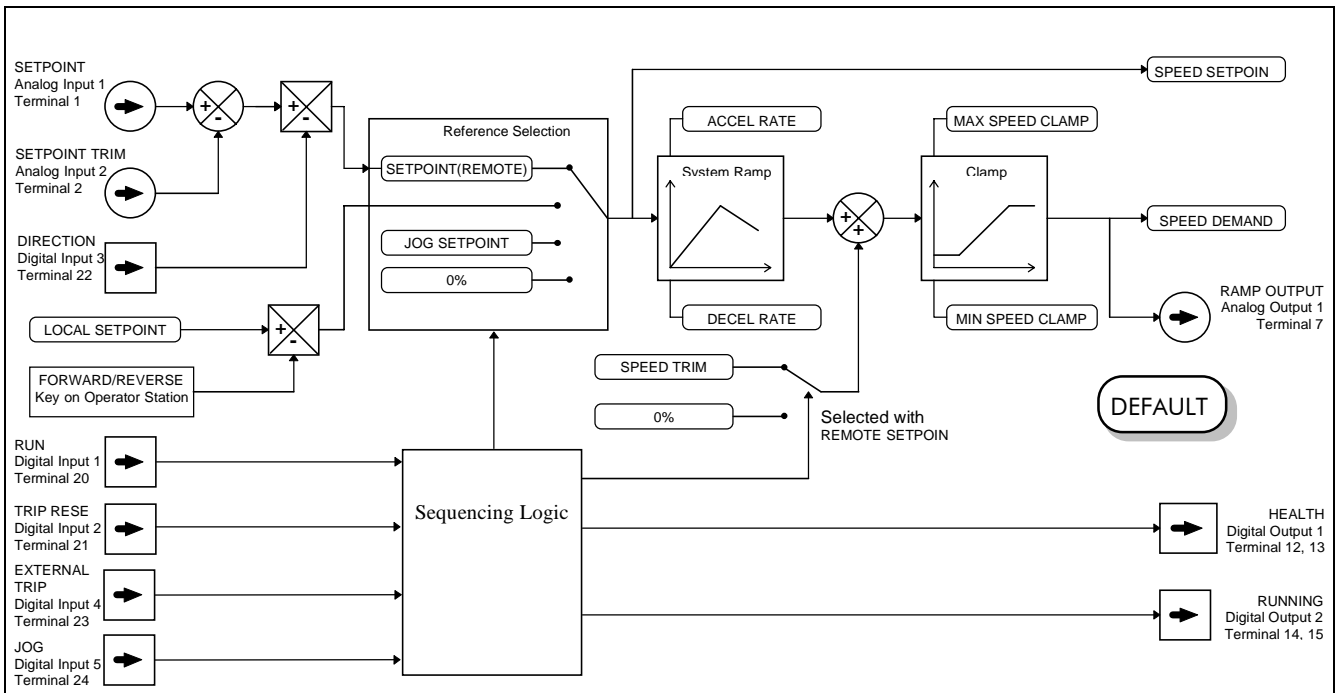 SETPOINT
Analog Input 1
Terminal 1
SETPOINT TRIM
Analog Input 2
Terminal 2
DIRECTION
Digital Input 3
Terminal 22
LOCAL SETPOINT
FORWARD/REVERSE
Key on Operator Station
+
-
+
-
+
-
Reference Selection
SETPOINT(REMOTE)
JOG SETPOINT
0%
ACCEL RATE
System Ramp
DECEL RATE
+
+
MAX SPEED CLAMP
Clamp
MIN SPEED CLAMP
SPEED SETPOIN
SPEED DEMAND
RAMP OUTPUT
Analog Output 1
Terminal 7
SPEED TRIM
0%
Selected with
REMOTE SETPOIN
DEFAULT
RUN
Digital Input 1
Terminal 20
TRIP RESE
Digital Input 2
Terminal 21
EXTERNAL
TRIP
Digital Input 4
Terminal 23
JOG
Digital Input 5
Terminal 24
Sequencing Logic
HEALTH
Digital Output 1
Terminal 12, 13
RUNNING
Digital Output 2
Terminal 14, 15